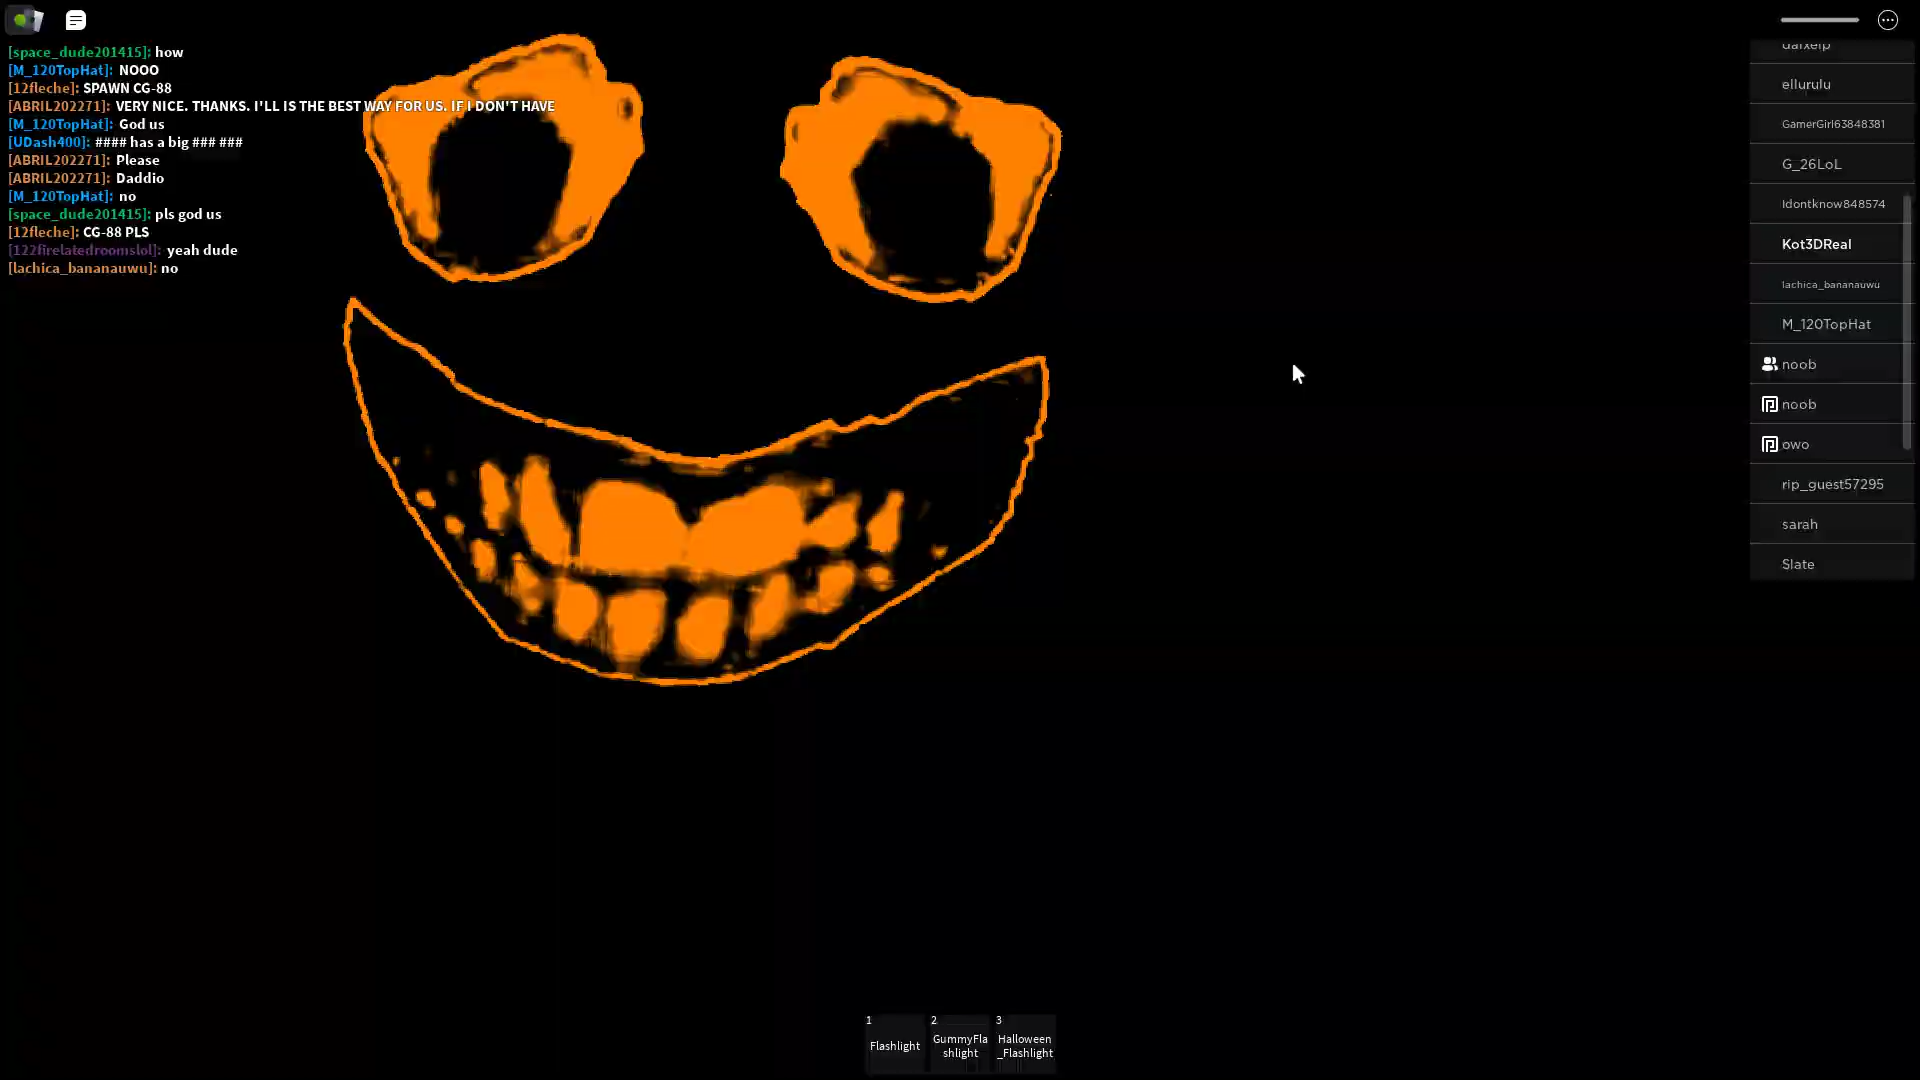 [space_dude201415]: how
[M_120TopHat]: NOOO
[12fleche]: SPAWN CG-88
[ABRIL202271]: VERY NICE. THANKS. I'LL IS THE BEST WAY FOR US. IF I DON'T HAVE
[M_120TopHat]: God us
[UDash400]: #### has a big ### ###
[ABRIL202271]: Please
[ABRIL202271]: Daddio
[M_120TopHat]: no
[space_dude201415]: pls god us
[12fleche]: CG-88 PLS
[122firelatedroomslol]: yeah dude
[lachica_bananauwu]: no
ellurulu
GamerGirl63848381
G_26LoL
Idontknow848574
Kot3DReal
lachica_bananauwu
M_120TopHat
noob
noob
owo
rip_guest57295
sarah
Slate
1
Flashlight
2
GummyFla
shlight
3
Halloween
_Flashlight